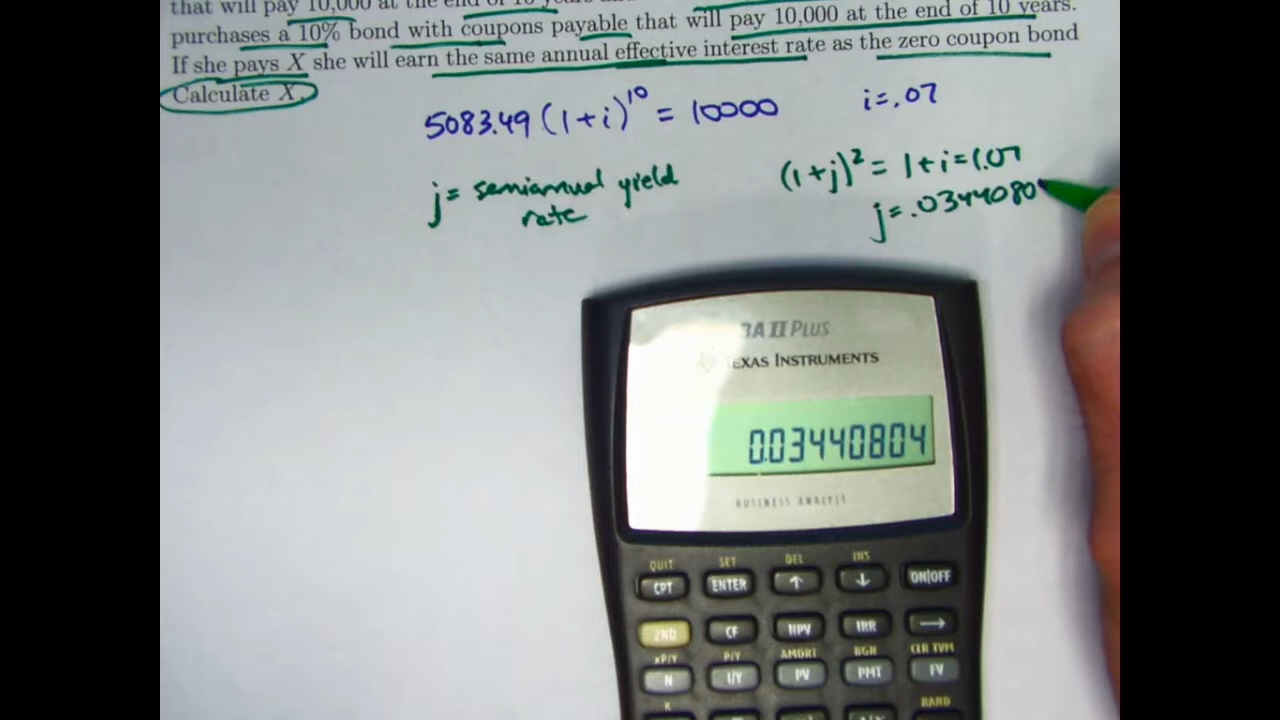 that will pay 10,000 at the end of 10 years
purchases a 10% bond with coupons payable that will pay 10,000 at the end of 10 years.
If she pays X she will earn the same annual effective interest rate as the zero coupon bond
Calculate X
5083.49 (1+i)^10 = 10000 i=.07
j= semiannual yield rate
(1+j)^2 = 1+i=1.07
j=.0344080
BA II PLUS
TEXAS INSTRUMENTS
0.03440804
BUSINESS ANALYST
QUIT SET DEL INS
CPT ENTER ↑ ↓ ON|OFF
2ND CF NPV IRR →
xP/Y P/Y AMORT BGN CLR TVM
N I/Y PV PMT FV
K RAND